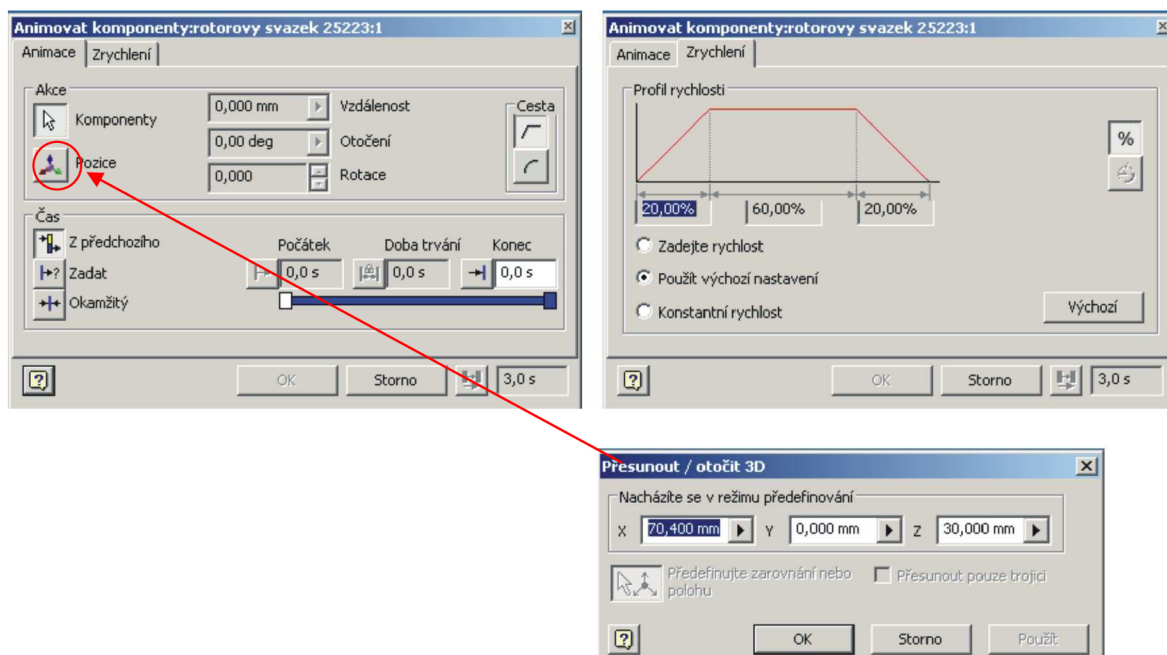 Animovat komponenty:rotorovy svazek 25223:1
Animace Zrychlení
Akce
Komponenty
Pozice
0,000 mm Vzdálenost
0,00 deg Otočení
0,000 Rotace
Cesta
Čas
Z předchozího
Zadat
Okamžitý
Počátek Doba trvání Konec
0,0 s 0,0 s 0,0 s
OK Storno 3,0 s
Animovat komponenty:rotorovy svazek 25223:1
Animace Zrychlení
Profil rychlosti
%
20,00% 60,00% 20,00%
Zadejte rychlost
Použít výchozí nastavení
Konstantní rychlost
Výchozí
OK Storno 3,0 s
Přesunout / otočit 3D
Nacházíte se v režimu předefinování
X 70,400 mm Y 0,000 mm Z 30,000 mm
Předefinujte zarovnání nebo
polohu
Přesunout pouze trojici
OK Storno Použít